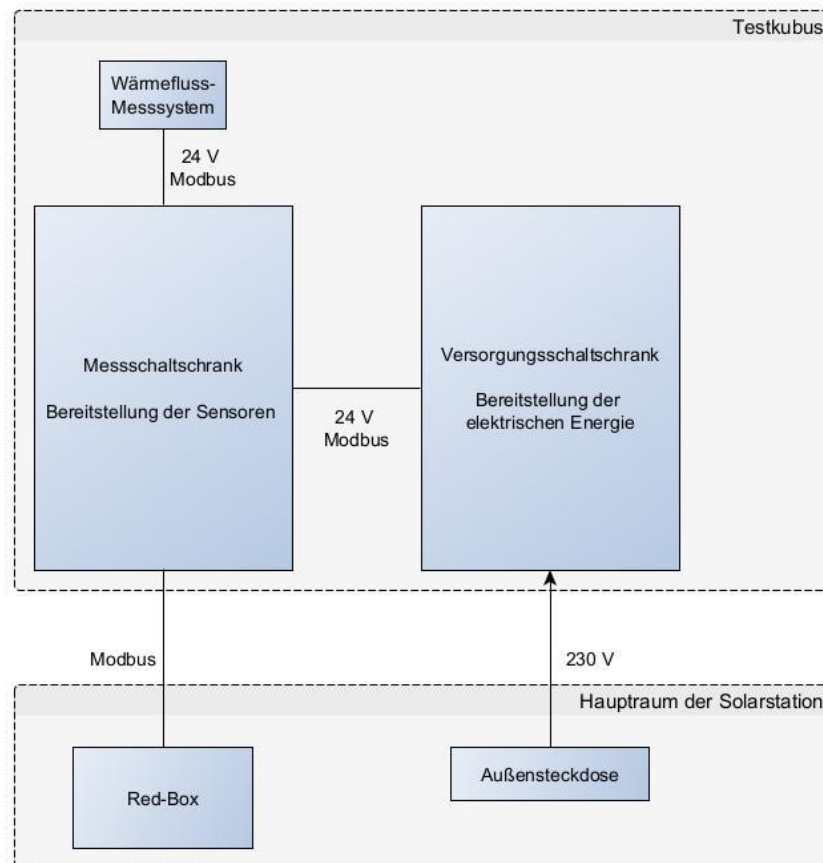 Testkubus
Wärmefluss-
Messsystem
24 V
Modbus
Messschaltschrank
Bereitstellung der Sensoren
24 V
Modbus
Versorgungsschaltschrank
Bereitstellung der
elektrischen Energie
Modbus
230 V
Hauptraum der Solarstation
Red-Box
Außensteckdose